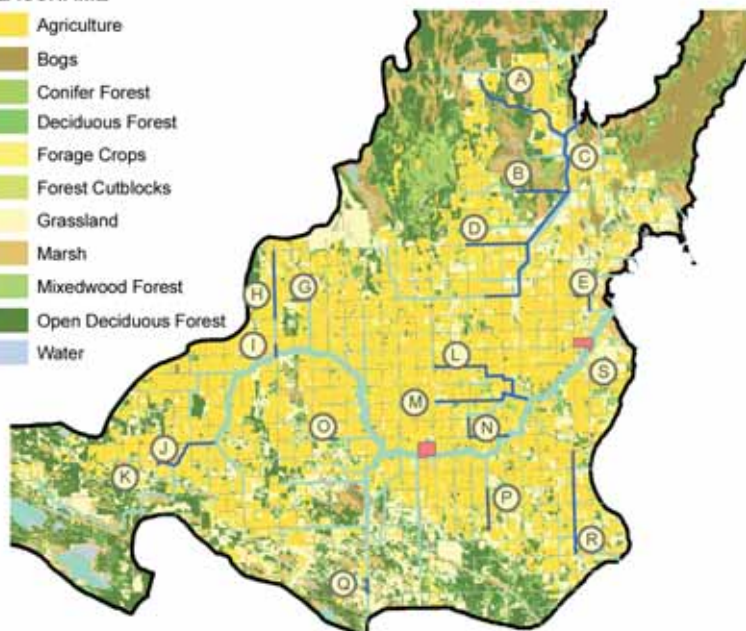 Agriculture
Bogs
Conifer Forest
Deciduous Forest
Forage Crops
Forest Cutblocks
Grassland
Marsh
Mixedwood Forest
Open Deciduous Forest
Water
A
C
B
D
E
H
G
I
L
S
M
O
N
J
K
P
R
Q